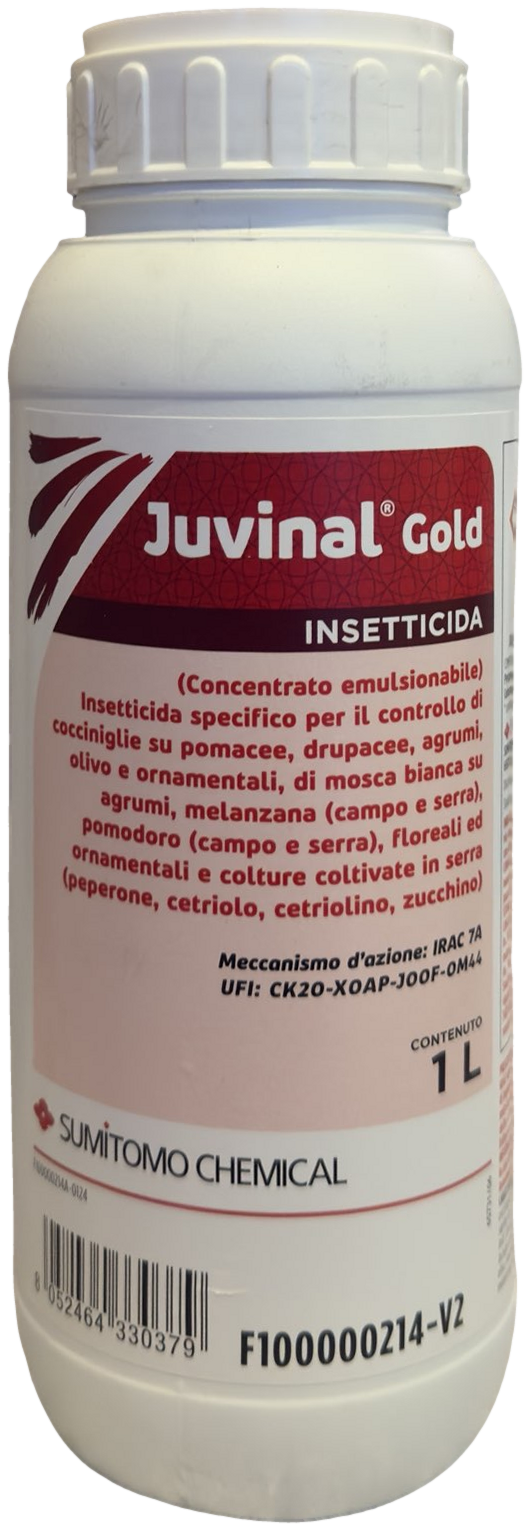 Juvinal® Gold
INSETTICIDA
(Concentrato emulsionabile)
Insetticida specifico per il controllo di
cocciniglie su pomacee, drupacee, agrumi,
olivo e ornamentali, di mosca bianca su
agrumi, melanzana (campo e serra),
pomodoro (campo e serra), floreali ed
ornamentali e colture coltivate in serra
(peperone, cetriolo, cetriolino, zucchino)
Meccanismo d'azione: IRAC 7A
UFI: CK20-X0AP-J00F-0M44
CONTENUTO
1 L
SUMITOMO CHEMICAL
F100000214A-0124
8 052464 330379
F100000214-V2